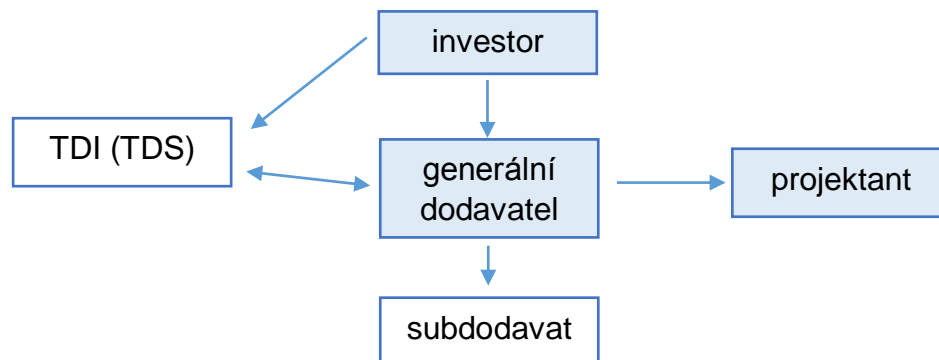 investor
TDI (TDS)
generální
dodavatel
projektant
subdodavat